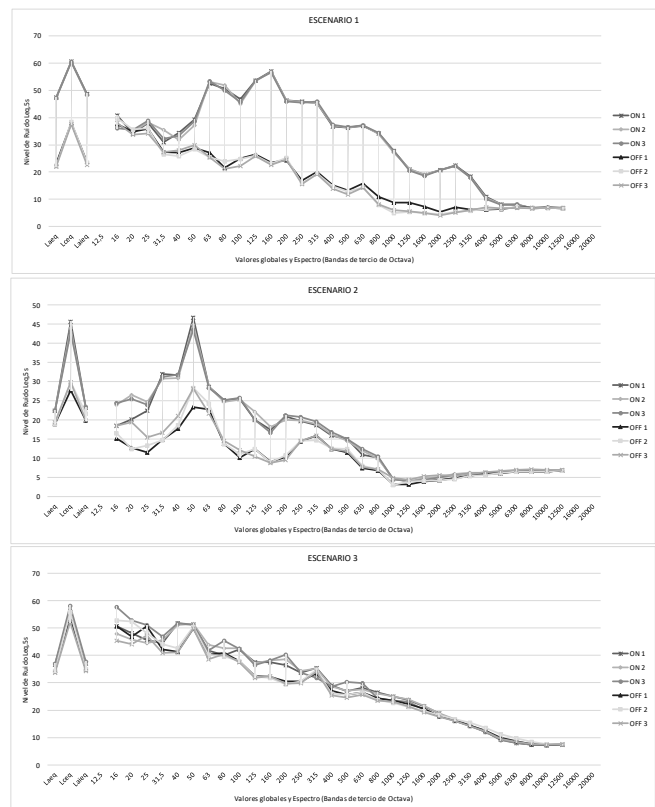 ESCENARIO 1
70
60
50
40
30
20
10
0
Nivel de Ruido Leq,5s
Laeq Lceq Laieq 12,5 16 20 25 31,5 40 50 63 80 100 125 160 200 250 315 400 500 630 800 1000 1250 1600 2000 2500 3150 4000 5000 6300 8000 10000 12500 16000 20000
Valores globales y Espectro (Bandas de tercio de Octava)
ON 1
ON 2
ON 3
OFF 1
OFF 2
OFF 3
ESCENARIO 2
50
45
40
35
30
25
20
15
10
5
0
Nivel de Ruido Leq,5s
Laeq Lceq Laieq 12,5 16 20 25 31,5 40 50 63 80 100 125 160 200 250 315 400 500 630 800 1000 1250 1600 2000 2500 3150 4000 5000 6300 8000 10000 12500 16000 20000
Valores globales y Espectro (Bandas de tercio de Octava)
ON 1
ON 2
ON 3
OFF 1
OFF 2
OFF 3
ESCENARIO 3
70
60
50
40
30
20
10
0
Nivel de Ruido Leq,5s
Laeq Lceq Laieq 12,5 16 20 25 31,5 40 50 63 80 100 125 160 200 250 315 400 500 630 800 1000 1250 1600 2000 2500 3150 4000 5000 6300 8000 10000 12500 16000 20000
Valores globales y Espectro (Bandas de tercio de Octava)
ON 1
ON 2
ON 3
OFF 1
OFF 2
OFF 3